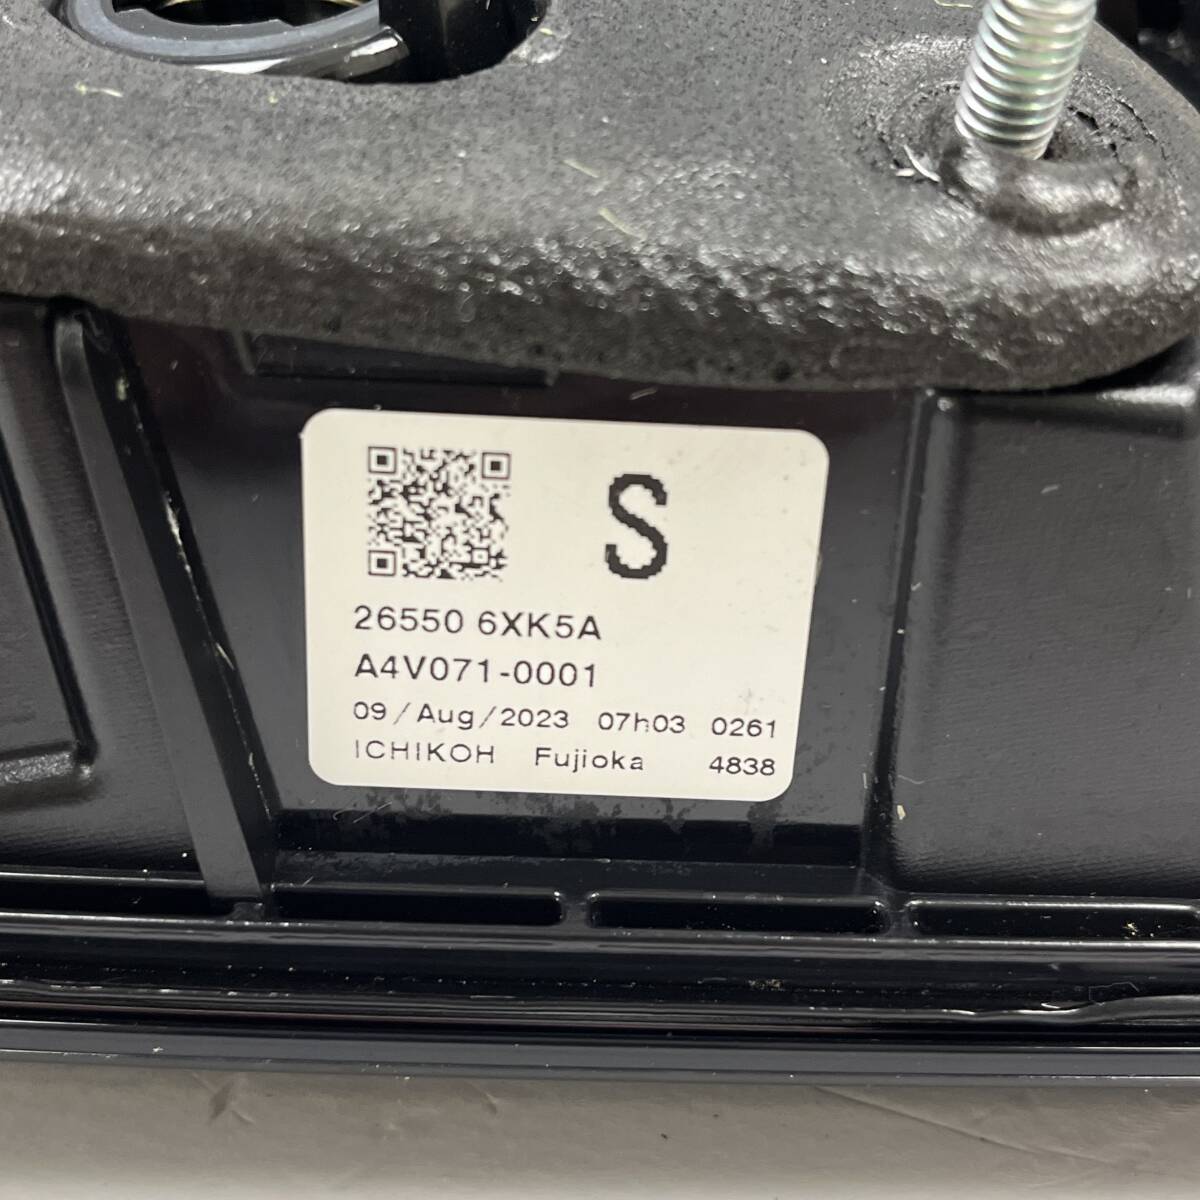 S
26550 6XK5A
A4V071-0001
09/Aug/2023 07h03 0261
ICHIKOH Fujioka 4838